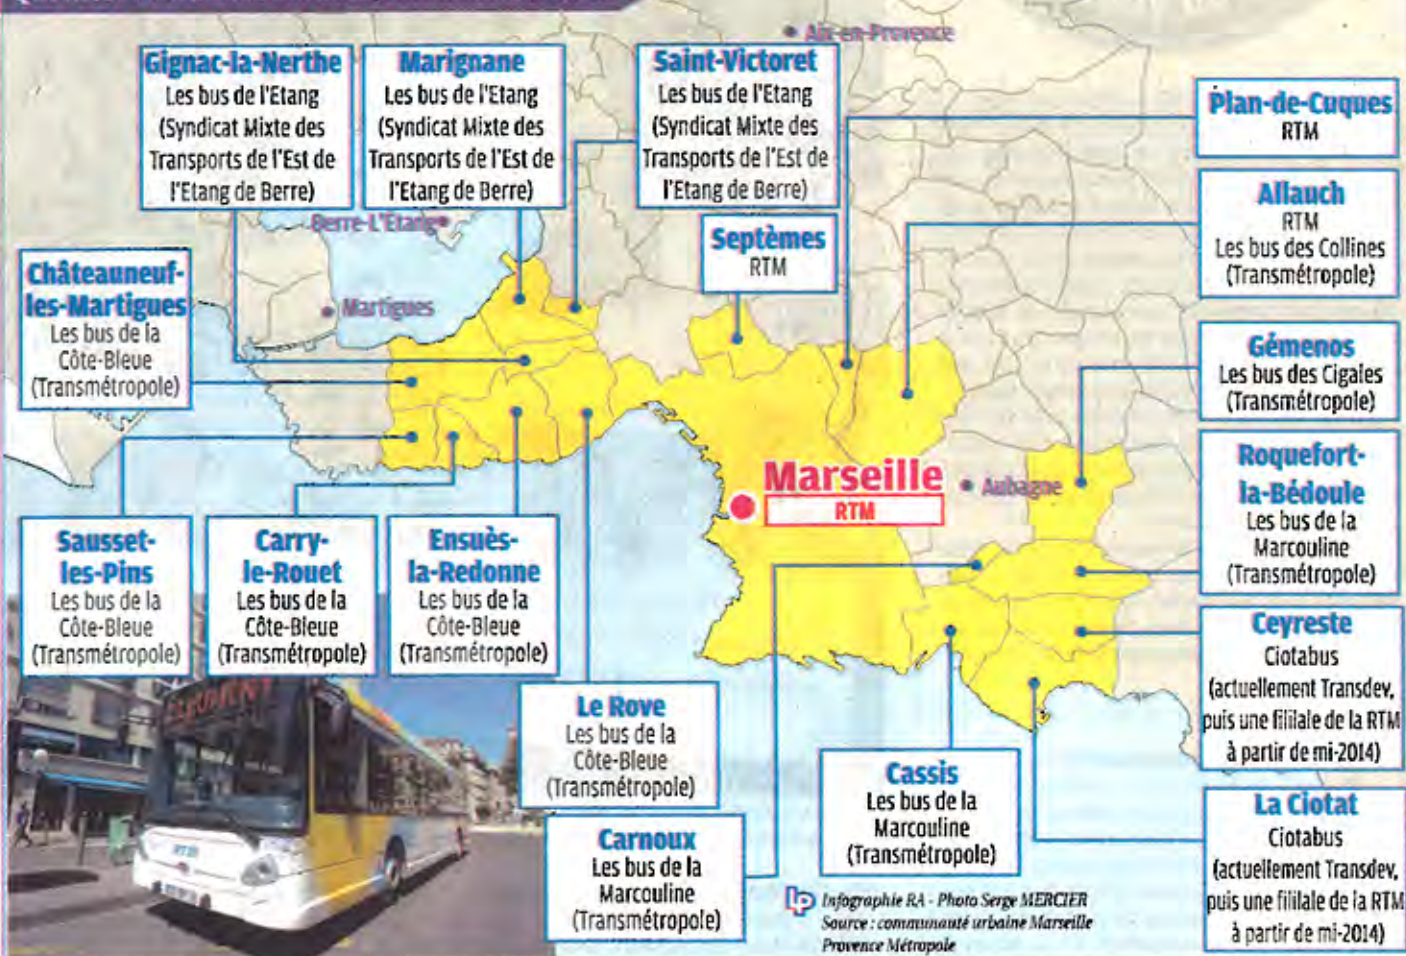 Aix-en-Provence
Gignac-la-Nerthe
Les bus de l'Etang
(Syndicat Mixte des
Transports de l'Est de
l'Etang de Berre)
Marignane
Les bus de l'Etang
(Syndicat Mixte des
Transports de l'Est de
l'Etang de Berre)
Saint-Victoret
Les bus de l'Etang
(Syndicat Mixte des
Transports de l'Est de
l'Etang de Berre)
Plan-de-Cuques
RTM
Allauch
RTM
Les bus des Collines
(Transmétropole)
Berre-L'Etang
Septèmes
RTM
Châteauneuf-
les-Martigues
Les bus de la
Côte-Bleue
(Transmétropole)
Martigues
Gémenos
Les bus des Cigales
(Transmétropole)
Marseille
RTM
Aubagne
Roquefort-
la-Bédoule
Les bus de la
Marcouline
(Transmétropole)
Sausset-
les-Pins
Les bus de la
Côte-Bleue
(Transmétropole)
Carry-
le-Rouet
Les bus de la
Côte-Bleue
(Transmétropole)
Ensuès-
la-Redonne
Les bus de la
Côte-Bleue
(Transmétropole)
Ceyreste
Ciotabus
(actuellement Transdev,
puis une fililale de la RTM
à partir de mi-2014)
Le Rove
Les bus de la
Côte-Bleue
(Transmétropole)
Cassis
Les bus de la
Marcouline
(Transmétropole)
La Ciotat
Ciotabus
(actuellement Transdev,
puis une fililale de la RTM
à partir de mi-2014)
Carnoux
Les bus de la
Marcouline
(Transmétropole)
Lp Infographie RA - Photo Serge MERCIER
Source : communauté urbaine Marseille
Provence Métropole